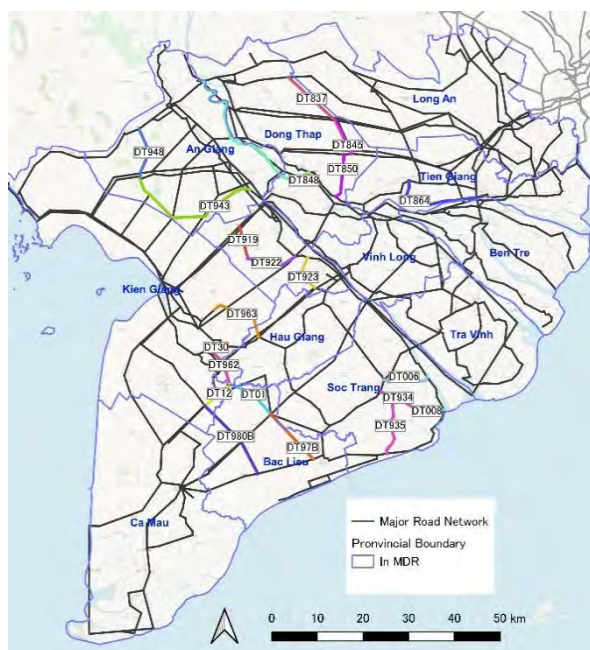 DT837
Long An
Dong Thap
DT948
An Giang
DT845
DT850
DT848
Tien Giang
DT864
DT943
DT919
DT922
DT923
Vinh Long
Ben Tre
Kien Giang
DT963
Hau Giang
Tra Vinh
DT30
DT962
DT12
DT01
Soc Trang
DT006
DT934
DT008
DT935
DT980B
DT97B
Bac Lieu
Ca Mau
Major Road Network
Pronvincial Boundary
In MDR
0 10 20 30 40 50 km